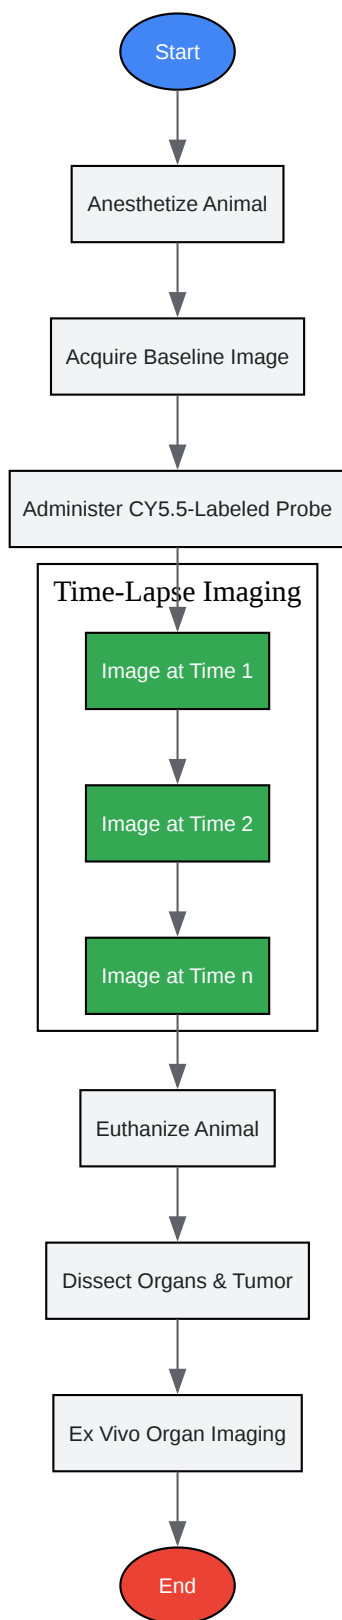 Start
Anesthetize Animal
Acquire Baseline Image
Administer CY5.5-Labeled Probe
Time-Lapse Imaging
Image at Time 1
Image at Time 2
Image at Time n
Euthanize Animal
Dissect Organs & Tumor
Ex Vivo Organ Imaging
End